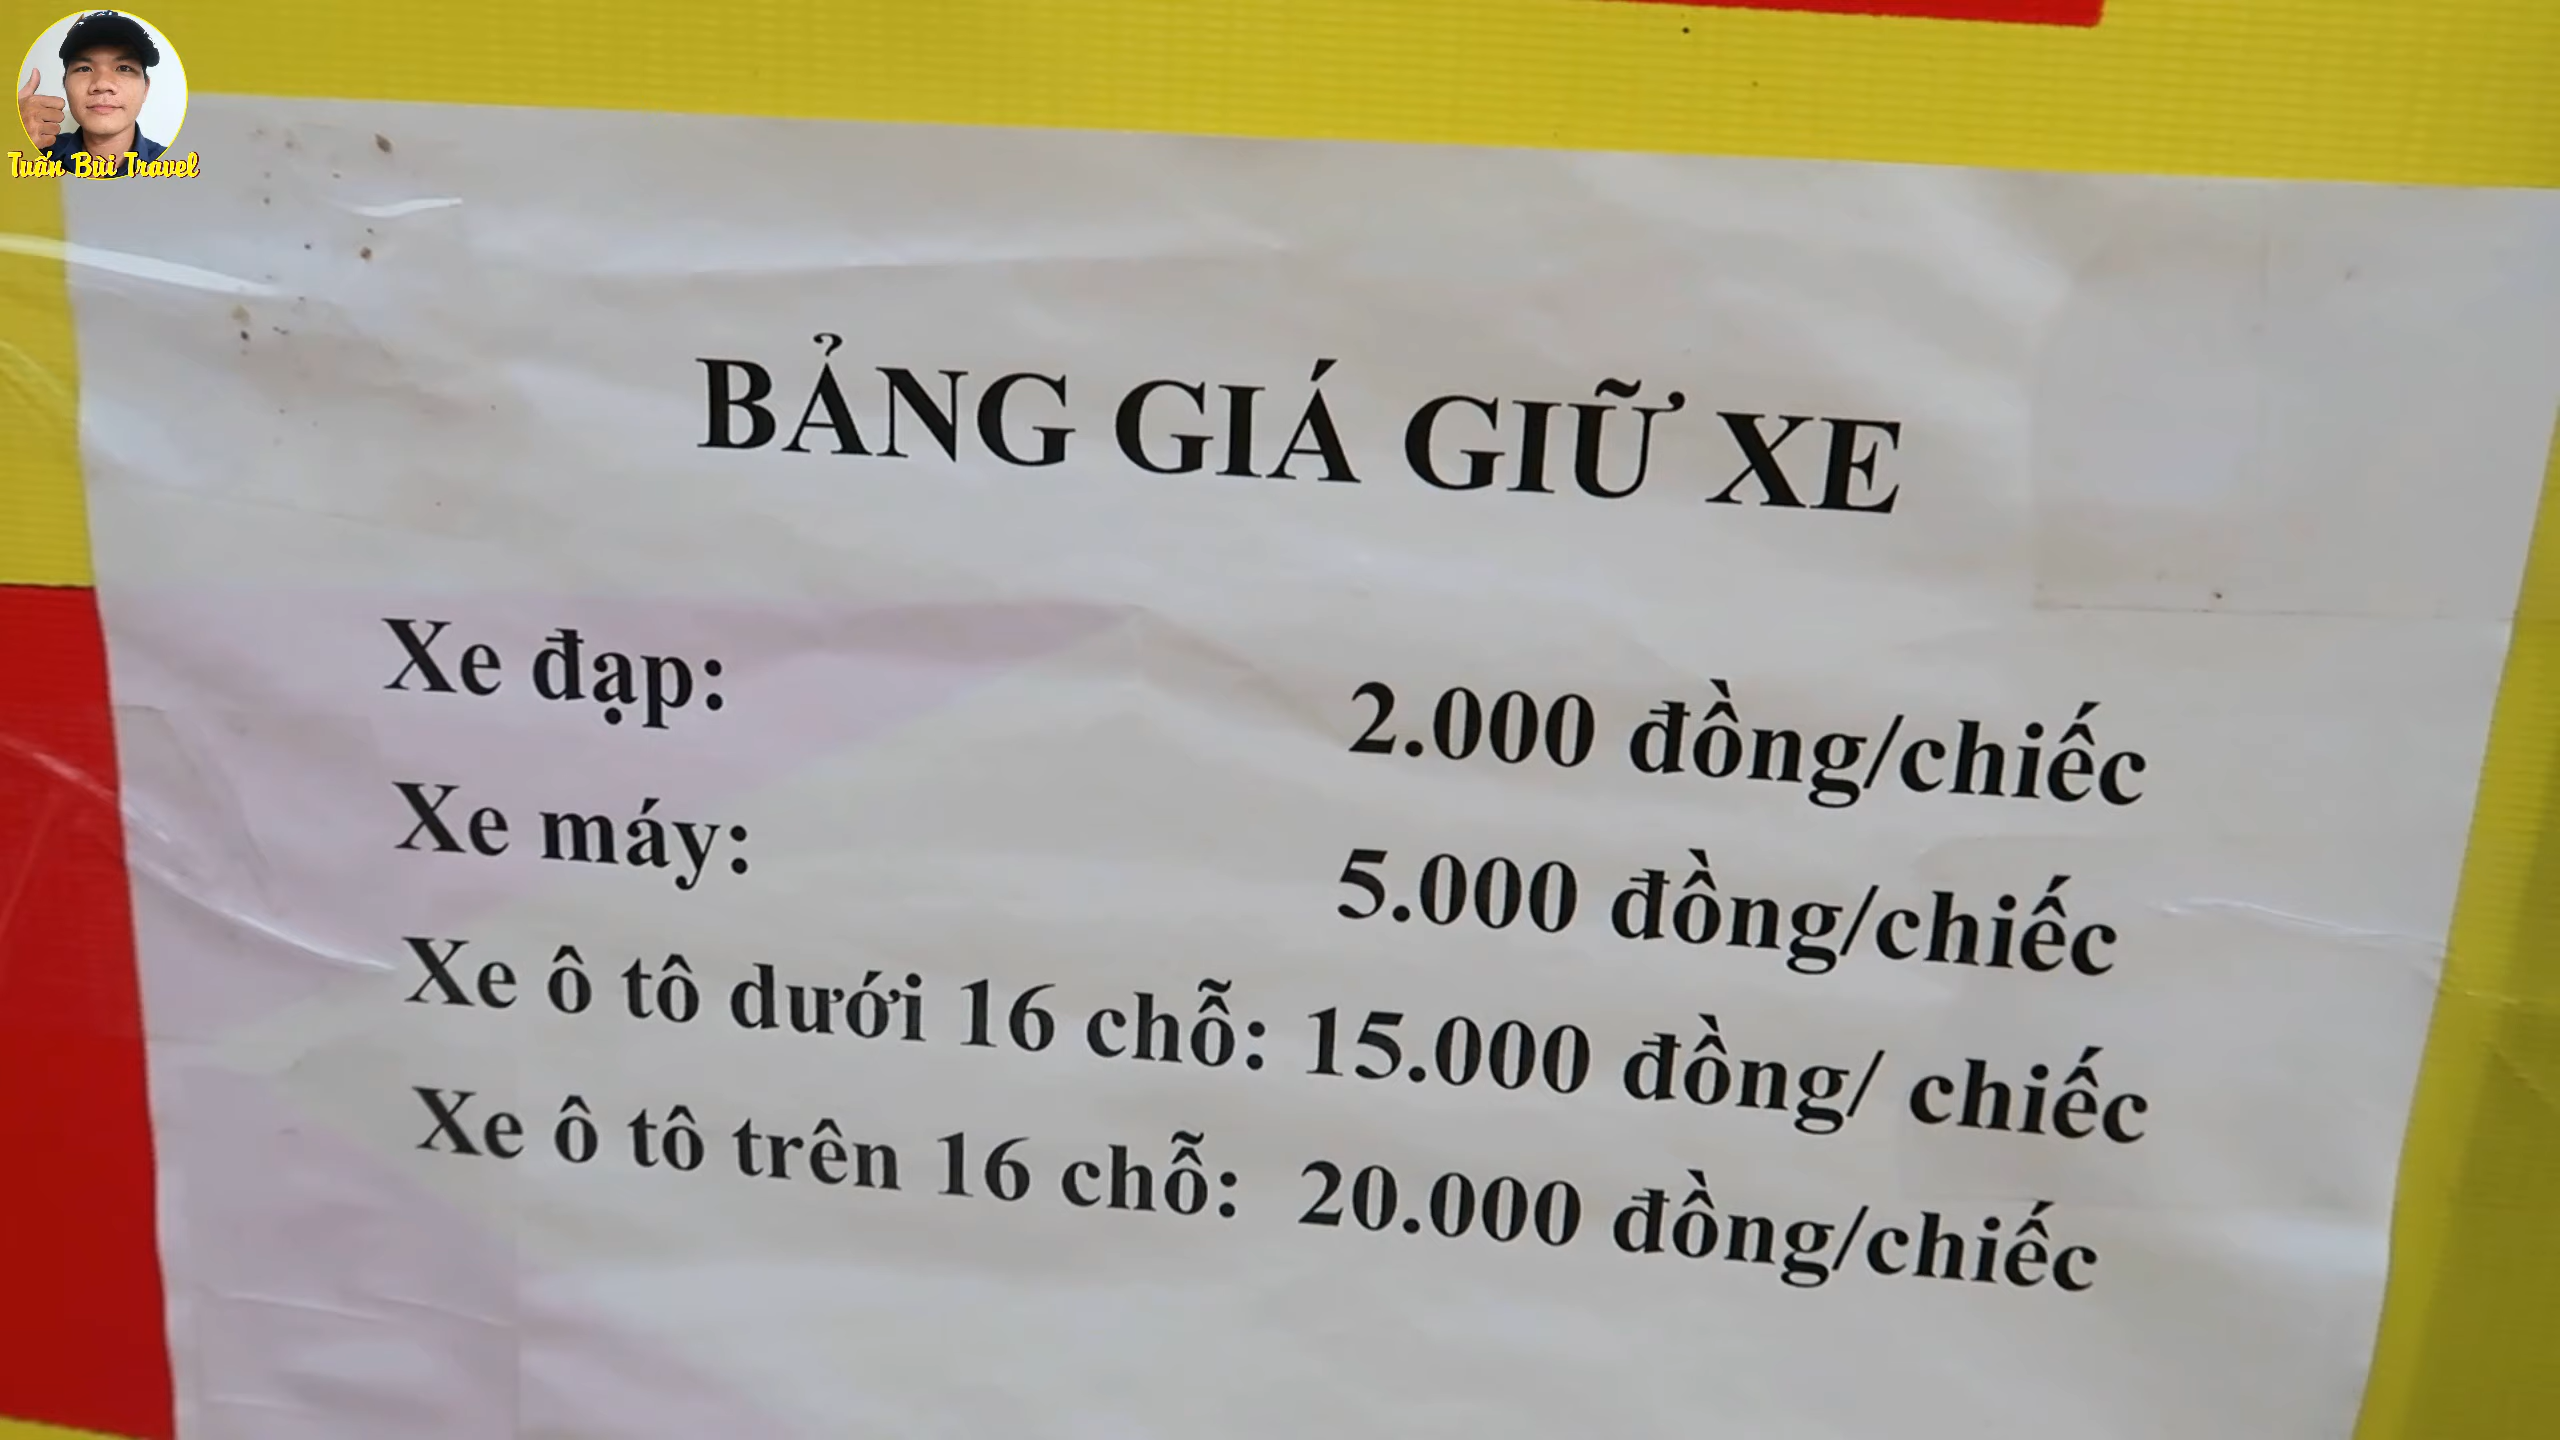 Tuấn Bùi Travel
BẢNG GIÁ GIỮ XE
Xe đạp: 2.000 đồng/chiếc
Xe máy: 5.000 đồng/chiếc
Xe ô tô dưới 16 chỗ: 15.000 đồng/ chiếc
Xe ô tô trên 16 chỗ: 20.000 đồng/chiếc